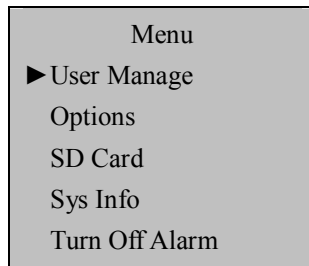 Menu
►User Manage
Options
SD Card
Sys Info
Turn Off Alarm